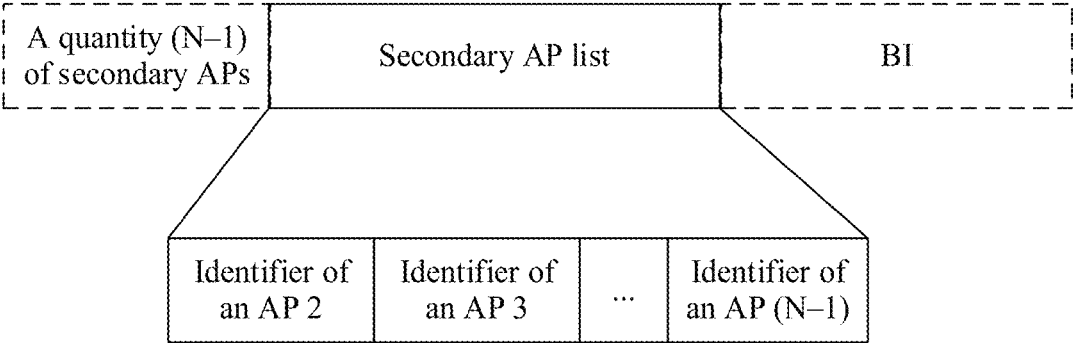 A quantity (N–1)
of secondary APs
Secondary AP list
BI
Identifier of
an AP 2
Identifier of
an AP 3
...
Identifier of
an AP (N–1)